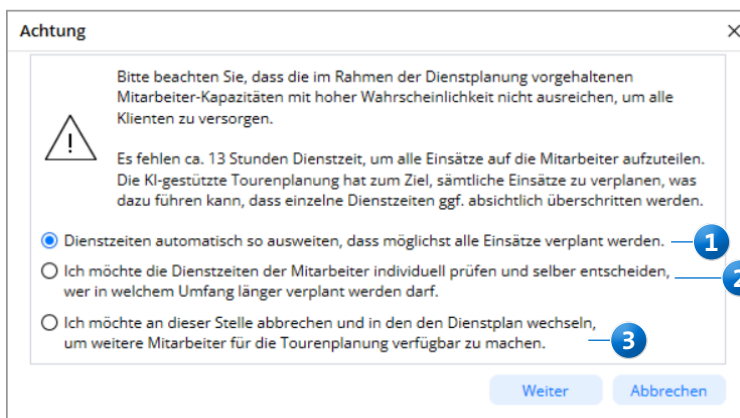 Achtung
Bitte beachten Sie, dass die im Rahmen der Dienstplanung vorgehaltenen
Mitarbeiter-Kapazitäten mit hoher Wahrscheinlichkeit nicht ausreichen, um alle
Klienten zu versorgen.
Es fehlen ca. 13 Stunden Dienstzeit, um alle Einsätze auf die Mitarbeiter aufzuteilen.
Die KI-gestützte Tourenplanung hat zum Ziel, sämtliche Einsätze zu verplanen, was
dazu führen kann, dass einzelne Dienstzeiten ggf. absichtlich überschritten werden.
Dienstzeiten automatisch so ausweiten, dass möglichst alle Einsätze verplant werden. 1
Ich möchte die Dienstzeiten der Mitarbeiter individuell prüfen und selber entscheiden, 2
wer in welchem Umfang länger verplant werden darf.
Ich möchte an dieser Stelle abbrechen und in den den Dienstplan wechseln,
um weitere Mitarbeiter für die Tourenplanung verfügbar zu machen. 3
Weiter Abbrechen